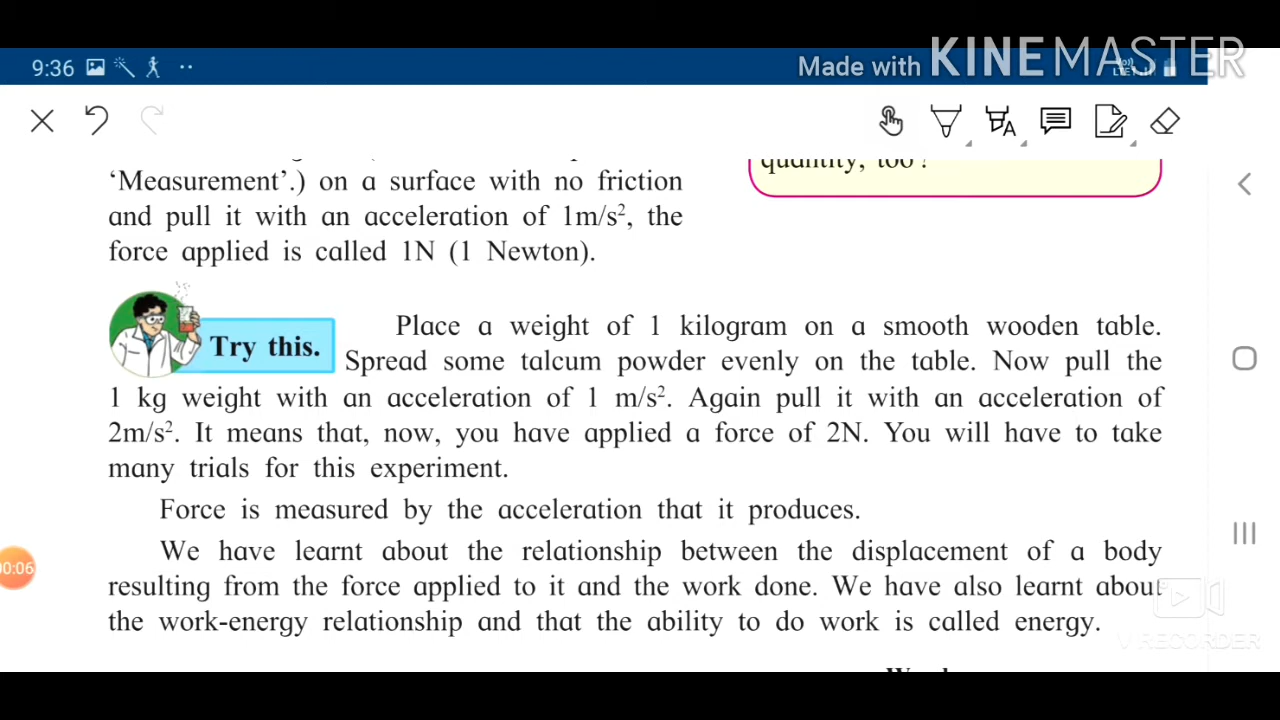 Made with KINEMASTER
9:36
quantity, too?
'Measurement'.) on a surface with no friction
and pull it with an acceleration of 1m/s², the
force applied is called 1N (1 Newton).
Try this.
Place a weight of 1 kilogram on a smooth wooden table.
Spread some talcum powder evenly on the table. Now pull the
1 kg weight with an acceleration of 1 m/s². Again pull it with an acceleration of
2m/s². It means that, now, you have applied a force of 2N. You will have to take
many trials for this experiment.
Force is measured by the acceleration that it produces.
We have learnt about the relationship between the displacement of a body
resulting from the force applied to it and the work done. We have also learnt about
the work-energy relationship and that the ability to do work is called energy.
00:06
V RECORDER